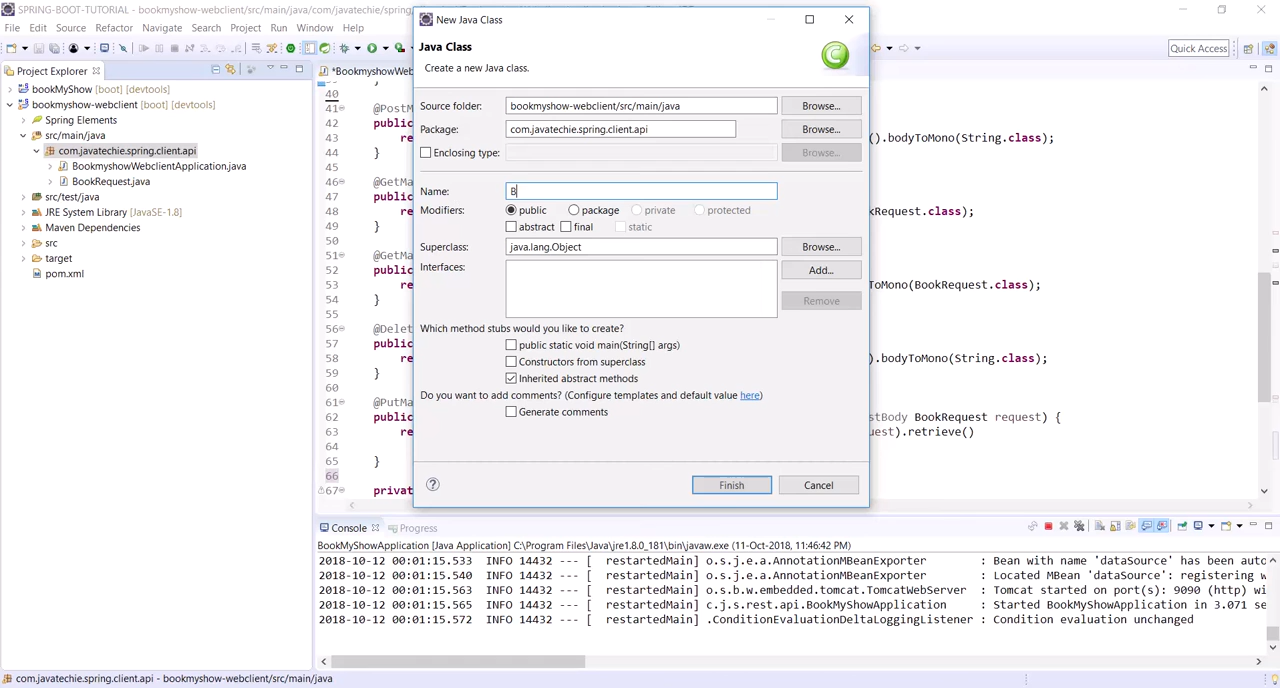 SPRING-BOOT-TUTORIAL - bookmyshow-webclient/src/main/java/com/javatechie/spring
File Edit Source Refactor Navigate Search Project Run Window Help
Quick Access
Project Explorer
bookMyShow [boot] [devtools]
bookmyshow-webclient [boot] [devtools]
Spring Elements
src/main/java
com.javatechie.spring.client.api
BookmyshowWebclientApplication.java
BookRequest.java
src/test/java
JRE System Library [JavaSE-1.8]
Maven Dependencies
src
target
pom.xml
*BookmyshowWeb
40
41 @PostM
42 public
43 re ().bodyToMono(String.class);
44 }
45
46 @GetMa
47 public
48 re kRequest.class);
49 }
50
51 @GetMa
52 public
53 re ToMono(BookRequest.class);
54 }
55
56 @Delet
57 public
58 re ).bodyToMono(String.class);
59 }
60
61 @PutMa
62 public stBody BookRequest request) {
63 re uest).retrieve()
64
65 }
66
67 privat
New Java Class
Java Class
Create a new Java class.
Source folder: bookmyshow-webclient/src/main/java Browse...
Package: com.javatechie.spring.client.api Browse...
Enclosing type: Browse...
Name: B
Modifiers: public package private protected
abstract final static
Superclass: java.lang.Object Browse...
Interfaces: Add...
Remove
Which method stubs would you like to create?
public static void main(String[] args)
Constructors from superclass
Inherited abstract methods
Do you want to add comments? (Configure templates and default value here)
Generate comments
? Finish Cancel
Console Progress
BookMyShowApplication [Java Application] C:\Program Files\Java\jre1.8.0_181\bin\javaw.exe (11-Oct-2018, 11:46:42 PM)
2018-10-12 00:01:15.533 INFO 14432 --- [ restartedMain] o.s.j.e.a.AnnotationMBeanExporter : Bean with name 'dataSource' has been auto
2018-10-12 00:01:15.540 INFO 14432 --- [ restartedMain] o.s.j.e.a.AnnotationMBeanExporter : Located MBean 'dataSource': registering w
2018-10-12 00:01:15.563 INFO 14432 --- [ restartedMain] o.s.b.w.embedded.tomcat.TomcatWebServer : Tomcat started on port(s): 9090 (http) wi
2018-10-12 00:01:15.565 INFO 14432 --- [ restartedMain] c.j.s.rest.api.BookMyShowApplication : Started BookMyShowApplication in 3.071 se
2018-10-12 00:01:15.572 INFO 14432 --- [ restartedMain] .ConditionEvaluationDeltaLoggingListener : Condition evaluation unchanged
com.javatechie.spring.client.api - bookmyshow-webclient/src/main/java